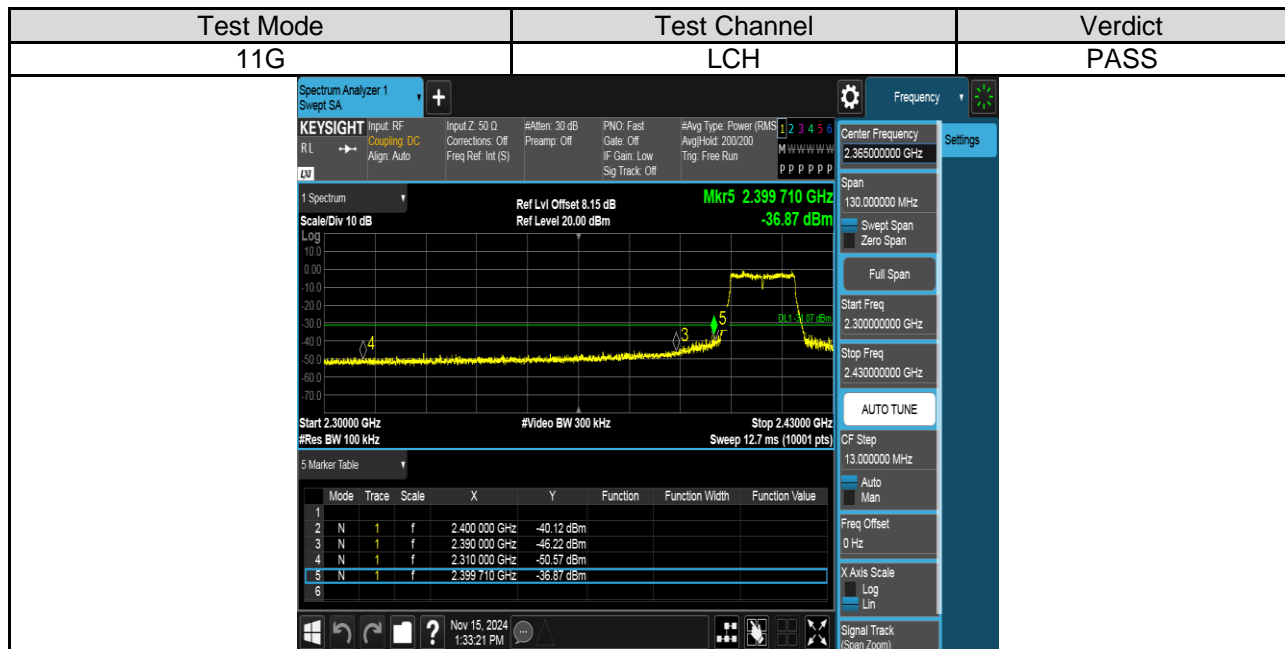 Test Mode Test Channel Verdict
11G LCH PASS
Spectrum Analyzer 1
Swept SA
+
Frequency
KEYSIGHT
RL
LXI
Input: RF
Coupling: DC
Align: Auto
Input Z: 50 Ω
Corrections: Off
Freq Ref: Int (S)
#Atten: 30 dB
Preamp: Off
PNO: Fast
Gate: Off
IF Gain: Low
Sig Track: Off
#Avg Type: Power (RMS
Avg|Hold: 200/200
Trig: Free Run
1 2 3 4 5 6
M W W W W W
P P P P P P
1 Spectrum
Scale/Div 10 dB
Ref Lvl Offset 8.15 dB
Ref Level 20.00 dBm
Mkr5 2.399 710 GHz
-36.87 dBm
Log
10.0
0.00
-10.0
-20.0
-30.0
-40.0
-50.0
-60.0
-70.0
4
3
5
DL1 -31.07 dBm
Start 2.30000 GHz
#Res BW 100 kHz
#Video BW 300 kHz
Stop 2.43000 GHz
Sweep 12.7 ms (10001 pts)
5 Marker Table
Mode Trace Scale X Y Function Function Width Function Value
1
2 N 1 f 2.400 000 GHz -40.12 dBm
3 N 1 f 2.390 000 GHz -46.22 dBm
4 N 1 f 2.310 000 GHz -50.57 dBm
5 N 1 f 2.399 710 GHz -36.87 dBm
6
?
Nov 15, 2024
1:33:21 PM
Center Frequency
2.365000000 GHz
Settings
Span
130.000000 MHz
Swept Span
Zero Span
Full Span
Start Freq
2.300000000 GHz
Stop Freq
2.430000000 GHz
AUTO TUNE
CF Step
13.000000 MHz
Auto
Man
Freq Offset
0 Hz
X Axis Scale
Log
Lin
Signal Track
(Span Zoom)